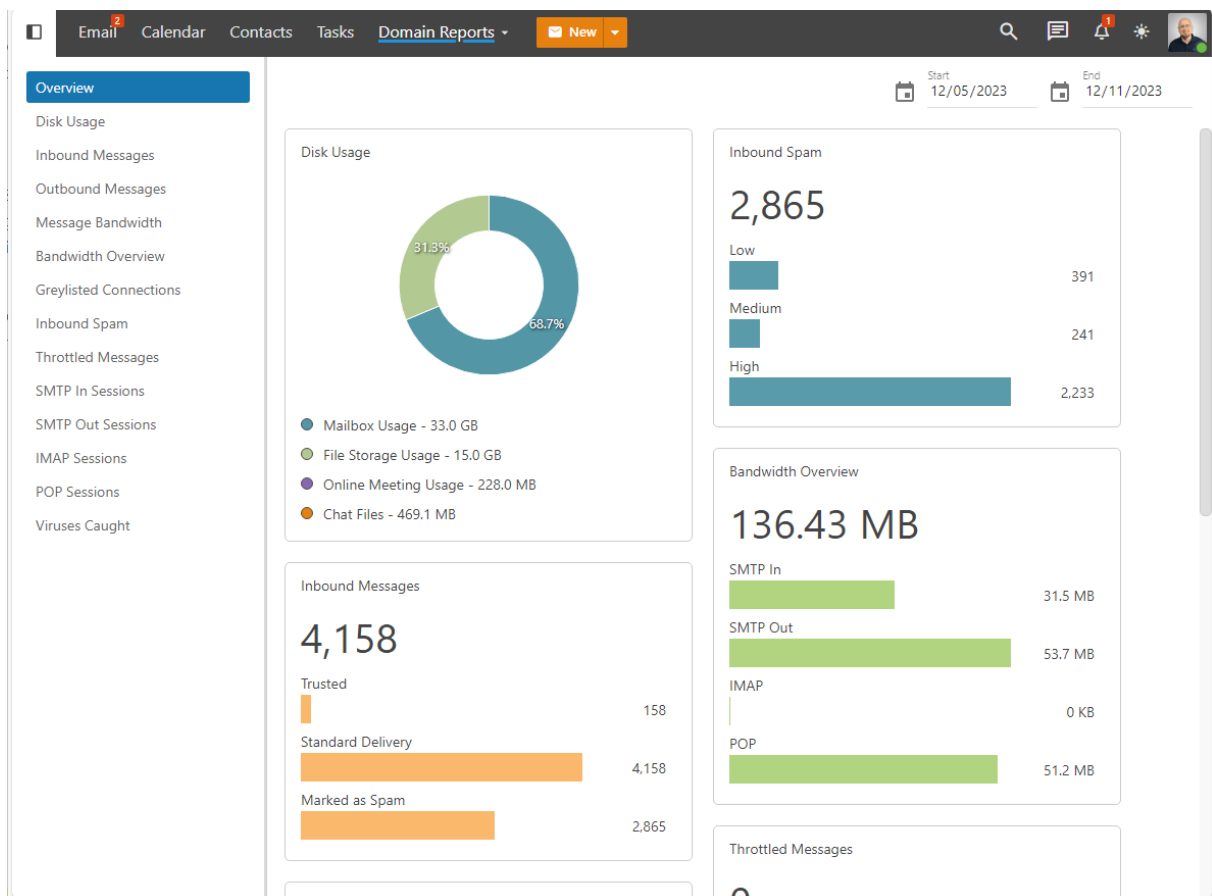 Email 2 Calendar Contacts Tasks Domain Reports New 1
Start End
12/05/2023 12/11/2023
Overview
Disk Usage
Inbound Messages
Outbound Messages
Message Bandwidth
Bandwidth Overview
Greylisted Connections
Inbound Spam
Throttled Messages
SMTP In Sessions
SMTP Out Sessions
IMAP Sessions
POP Sessions
Viruses Caught
Disk Usage
31.3%
68.7%
Mailbox Usage - 33.0 GB
File Storage Usage - 15.0 GB
Online Meeting Usage - 228.0 MB
Chat Files - 469.1 MB
Inbound Messages
4,158
Trusted
158
Standard Delivery
4,158
Marked as Spam
2,865
Inbound Spam
2,865
Low
391
Medium
241
High
2,233
Bandwidth Overview
136.43 MB
SMTP In
31.5 MB
SMTP Out
53.7 MB
IMAP
0 KB
POP
51.2 MB
Throttled Messages